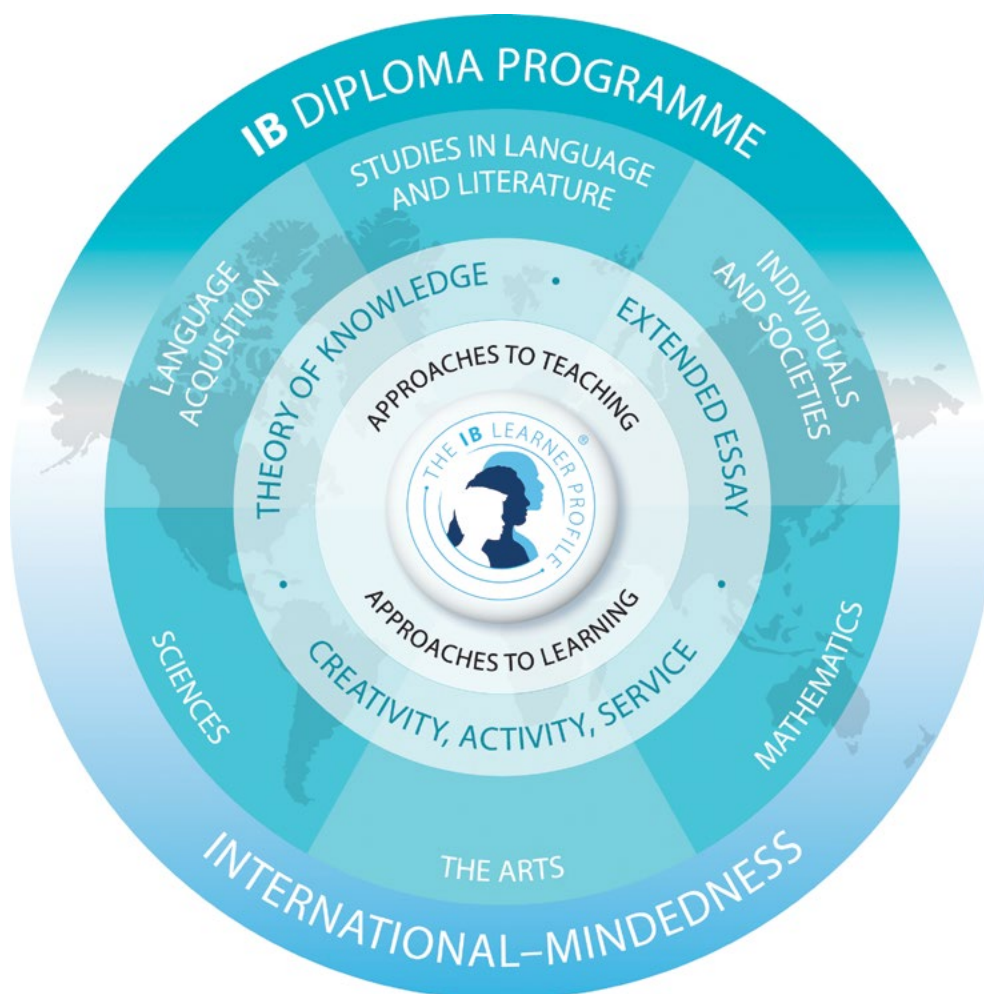 IB DIPLOMA PROGRAMME
STUDIES IN LANGUAGE
AND LITERATURE
LANGUAGE
ACQUISITION
INDIVIDUALS
AND SOCIETIES
THEORY OF KNOWLEDGE
•
EXTENDED ESSAY
APPROACHES TO TEACHING
• THE IB LEARNER PROFILE •
®
APPROACHES TO LEARNING
•
•
CREATIVITY, ACTIVITY, SERVICE
SCIENCES
MATHEMATICS
THE ARTS
INTERNATIONAL–MINDEDNESS